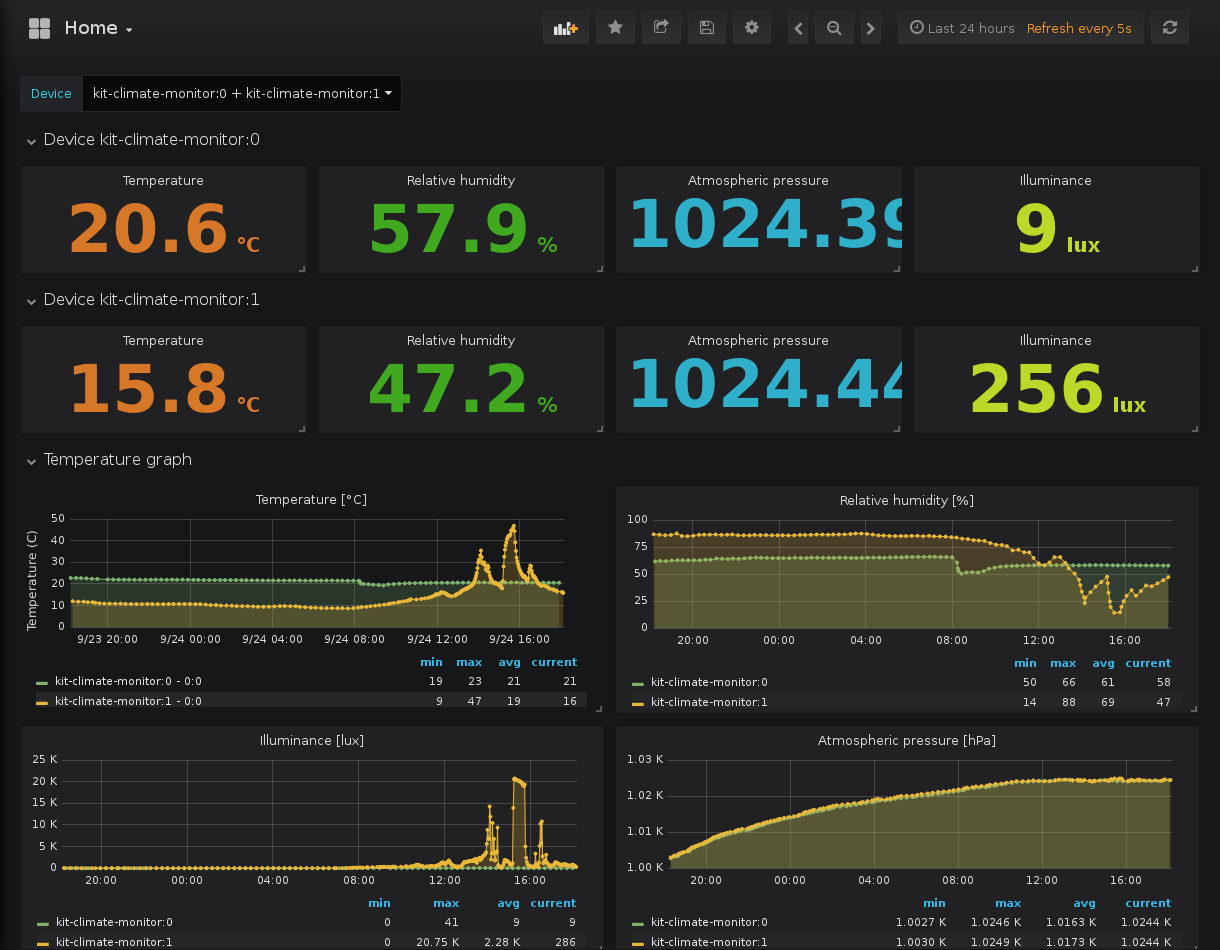 Home
Last 24 hours Refresh every 5s
Device kit-climate-monitor:0 + kit-climate-monitor:1
Device kit-climate-monitor:0
Temperature Relative humidity Atmospheric pressure Illuminance
20.6 °C 57.9 % 1024.39 9 lux
Device kit-climate-monitor:1
Temperature Relative humidity Atmospheric pressure Illuminance
15.8 °C 47.2 % 1024.44 256 lux
Temperature graph
Temperature [°C]
Temperature (C)
50
40
30
20
10
0
9/23 20:00 9/24 00:00 9/24 04:00 9/24 08:00 9/24 12:00 9/24 16:00
min max avg current
kit-climate-monitor:0 - 0:0 19 23 21 21
kit-climate-monitor:1 - 0:0 9 47 19 16
Relative humidity [%]
100
75
50
25
0
20:00 00:00 04:00 08:00 12:00 16:00
min max avg current
kit-climate-monitor:0 50 66 61 58
kit-climate-monitor:1 14 88 69 47
Illuminance [lux]
25 K
20 K
15 K
10 K
5 K
0
20:00 00:00 04:00 08:00 12:00 16:00
min max avg current
kit-climate-monitor:0 0 41 9 9
kit-climate-monitor:1 0 20.75 K 2.28 K 286
Atmospheric pressure [hPa]
1.03 K
1.02 K
1.01 K
1.00 K
20:00 00:00 04:00 08:00 12:00 16:00
min max avg current
kit-climate-monitor:0 1.0027 K 1.0246 K 1.0163 K 1.0244 K
kit-climate-monitor:1 1.0030 K 1.0249 K 1.0173 K 1.0244 K